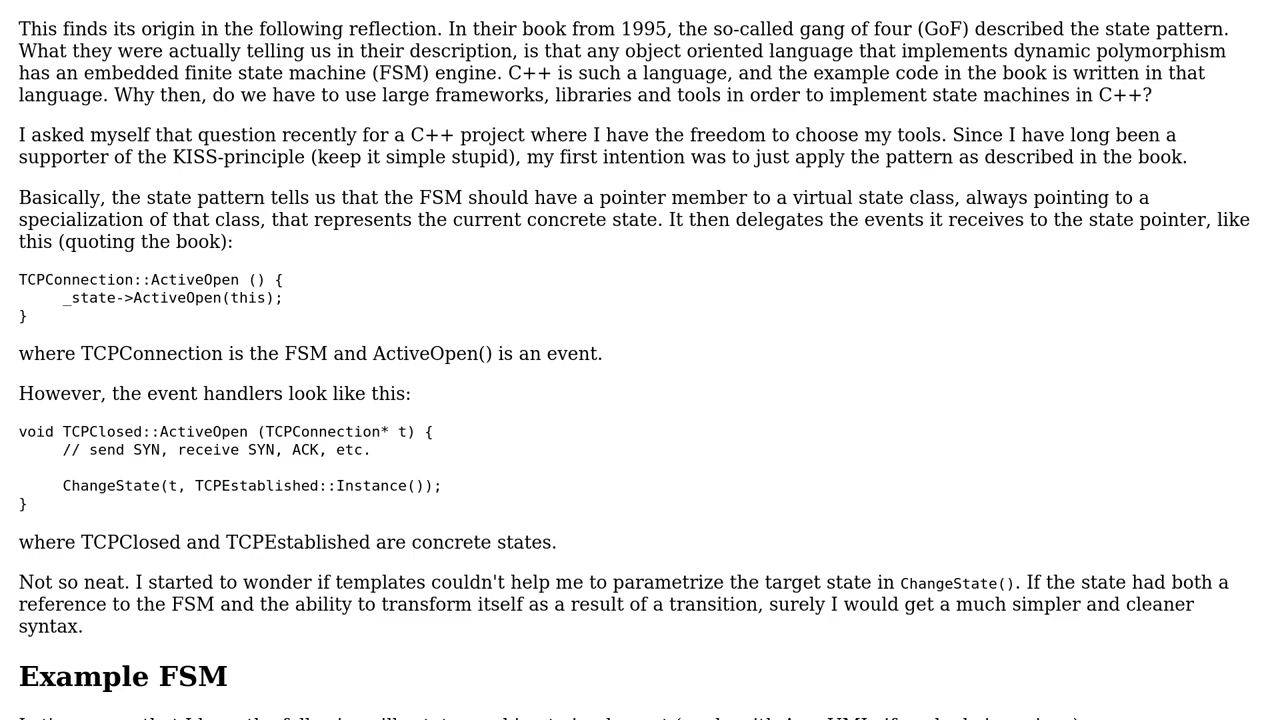 This finds its origin in the following reflection. In their book from 1995, the so-called gang of four (GoF) described the state pattern.
What they were actually telling us in their description, is that any object oriented language that implements dynamic polymorphism
has an embedded finite state machine (FSM) engine. C++ is such a language, and the example code in the book is written in that
language. Why then, do we have to use large frameworks, libraries and tools in order to implement state machines in C++?
I asked myself that question recently for a C++ project where I have the freedom to choose my tools. Since I have long been a
supporter of the KISS-principle (keep it simple stupid), my first intention was to just apply the pattern as described in the book.
Basically, the state pattern tells us that the FSM should have a pointer member to a virtual state class, always pointing to a
specialization of that class, that represents the current concrete state. It then delegates the events it receives to the state pointer, like
this (quoting the book):
TCPConnection::ActiveOpen () {
     _state->ActiveOpen(this);
}
where TCPConnection is the FSM and ActiveOpen() is an event.
However, the event handlers look like this:
void TCPClosed::ActiveOpen (TCPConnection* t) {
     // send SYN, receive SYN, ACK, etc.
     ChangeState(t, TCPEstablished::Instance());
}
where TCPClosed and TCPEstablished are concrete states.
Not so neat. I started to wonder if templates couldn't help me to parametrize the target state in ChangeState(). If the state had both a
reference to the FSM and the ability to transform itself as a result of a transition, surely I would get a much simpler and cleaner
syntax.
Example FSM